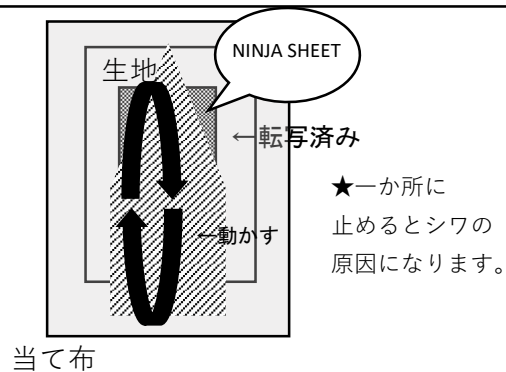 NINJA SHEET
生地
←転写済み
★一か所に
止めるとシワの
原因になります。
←動かす
当て布